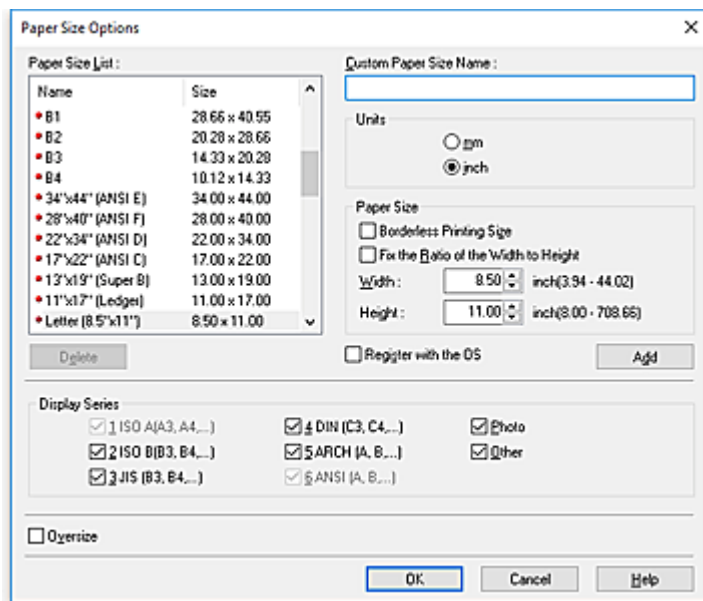 Paper Size Options
Paper Size List :
Name Size
B1 28.66 x 40.55
B2 20.28 x 28.66
B3 14.33 x 20.28
B4 10.12 x 14.33
34"x44" (ANSI E) 34.00 x 44.00
28"x40" (ANSI F) 28.00 x 40.00
22"x34" (ANSI D) 22.00 x 34.00
17"x22" (ANSI C) 17.00 x 22.00
13"x19" (Super B) 13.00 x 19.00
11"x17" (Ledger) 11.00 x 17.00
Letter (8.5"x11") 8.50 x 11.00
Delete
Custom Paper Size Name :
Units
mm
inch
Paper Size
Borderless Printing Size
Fix the Ratio of the Width to Height
Width : 8.50 inch(3.94 - 44.02)
Height : 11.00 inch(8.00 - 708.66)
Register with the OS
Add
Display Series
1 ISO A(A3, A4,...) 4 DIN (C3, C4,...) Photo
2 ISO B(B3, B4,...) 5 ARCH (A, B,...) Other
3 JIS (B3, B4,...) 6 ANSI (A, B,...)
Oversize
OK Cancel Help